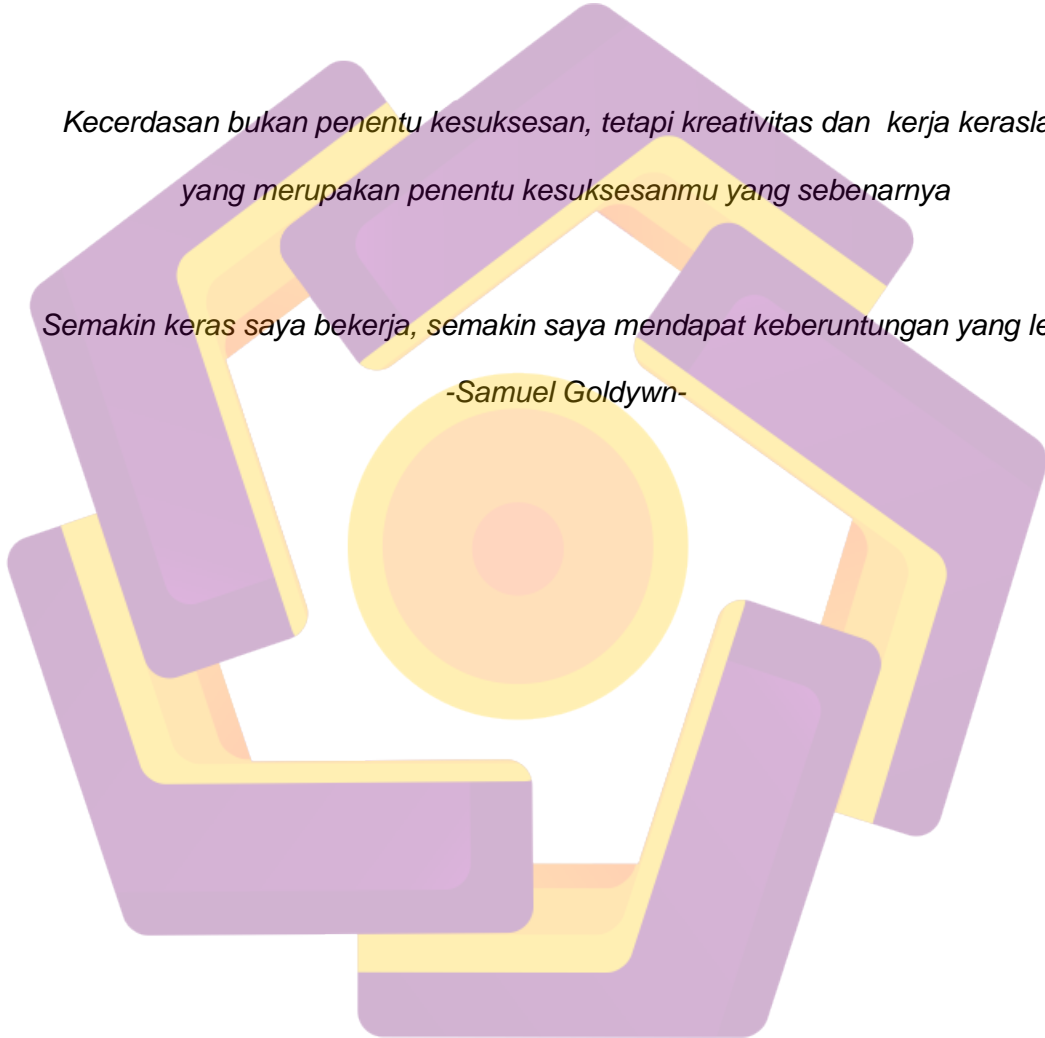 Kecerdasan bukan penentu kesuksesan, tetapi kreativitas dan kerja kerasla
yang merupakan penentu kesuksesanmu yang sebenarnya
Semakin keras saya bekerja, semakin saya mendapat keberuntungan yang le
-Samuel Goldywn-